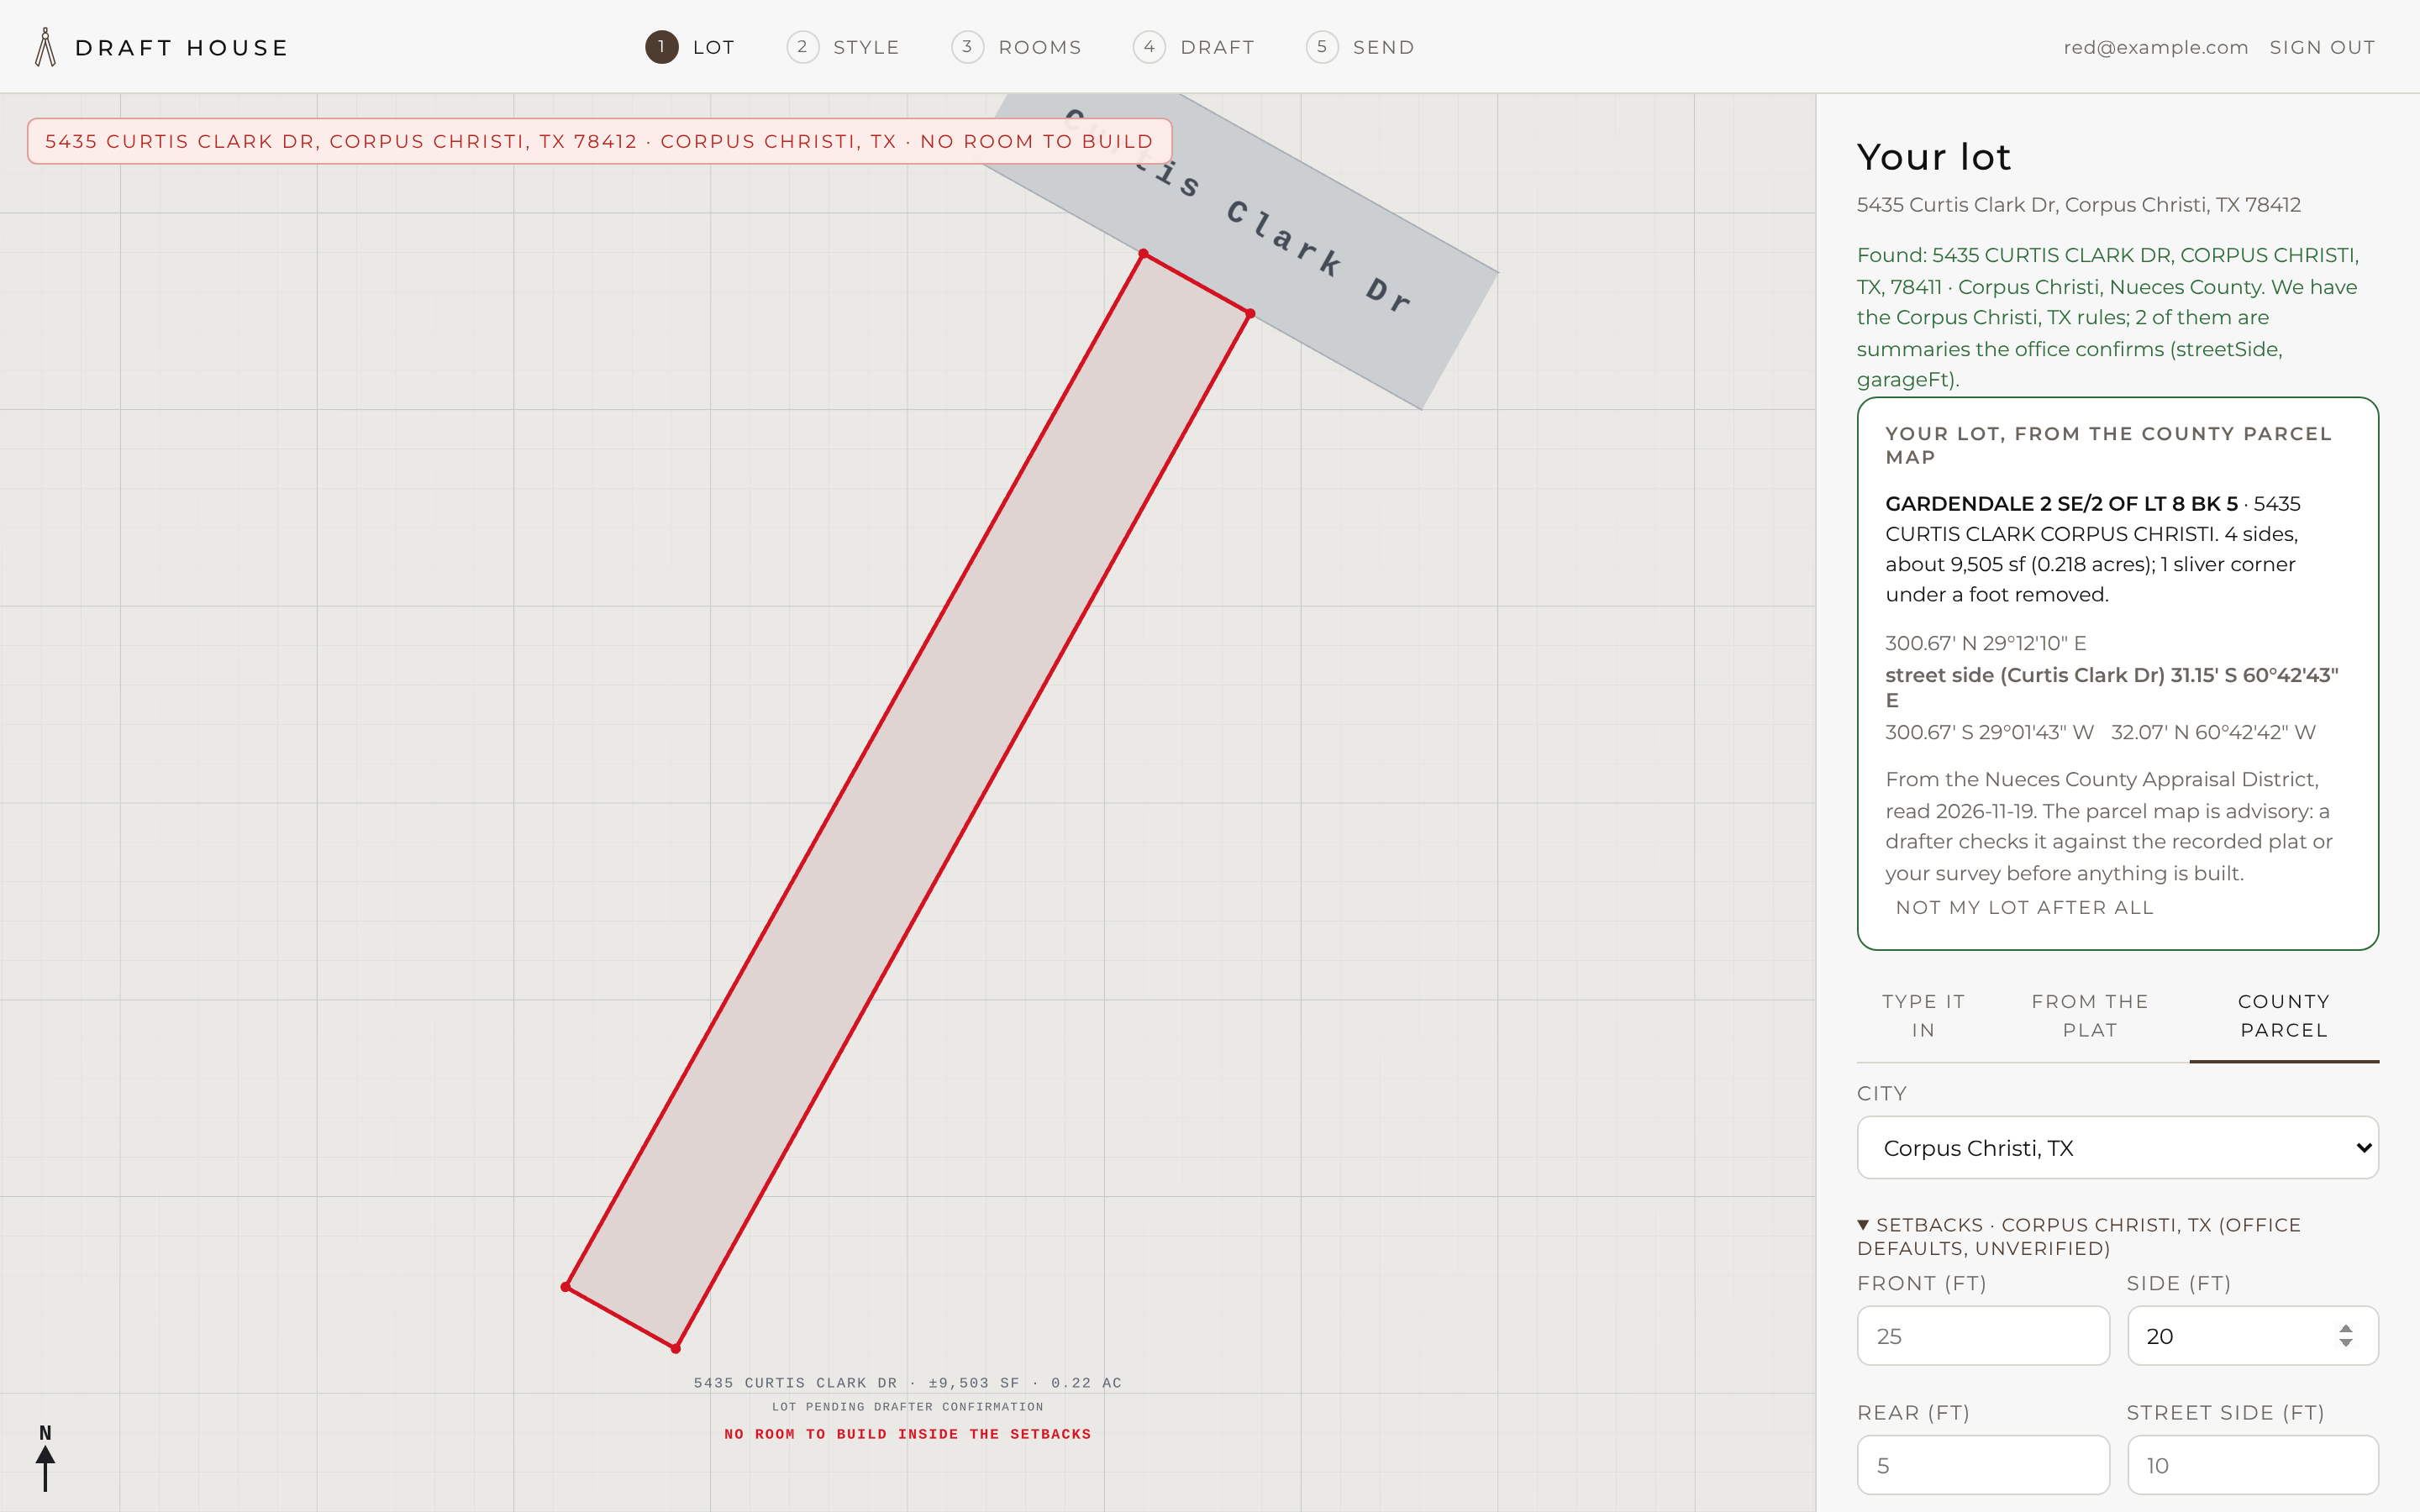 DRAFT HOUSE
1 LOT
2 STYLE
3 ROOMS
4 DRAFT
5 SEND
red@example.com SIGN OUT
5435 CURTIS CLARK DR, CORPUS CHRISTI, TX 78412 · CORPUS CHRISTI, TX · NO ROOM TO BUILD
Clark Dr
5435 CURTIS CLARK DR · ±9,503 SF · 0.22 AC
LOT PENDING DRAFTER CONFIRMATION
NO ROOM TO BUILD INSIDE THE SETBACKS
N
Your lot
5435 Curtis Clark Dr, Corpus Christi, TX 78412
Found: 5435 CURTIS CLARK DR, CORPUS CHRISTI,
TX, 78411 · Corpus Christi, Nueces County. We have
the Corpus Christi, TX rules; 2 of them are
summaries the office confirms (streetSide,
garageFt).
YOUR LOT, FROM THE COUNTY PARCEL
MAP
GARDENDALE 2 SE/2 OF LT 8 BK 5 · 5435
CURTIS CLARK CORPUS CHRISTI. 4 sides,
about 9,505 sf (0.218 acres); 1 sliver corner
under a foot removed.
300.67' N 29°12'10" E
street side (Curtis Clark Dr) 31.15' S 60°42'43"
E
300.67' S 29°01'43" W 32.07' N 60°42'42" W
From the Nueces County Appraisal District,
read 2026-11-19. The parcel map is advisory: a
drafter checks it against the recorded plat or
your survey before anything is built.
NOT MY LOT AFTER ALL
TYPE IT
IN
FROM THE
PLAT
COUNTY
PARCEL
CITY
Corpus Christi, TX
▼ SETBACKS · CORPUS CHRISTI, TX (OFFICE
DEFAULTS, UNVERIFIED)
FRONT (FT) SIDE (FT)
25 20
REAR (FT) STREET SIDE (FT)
5 10